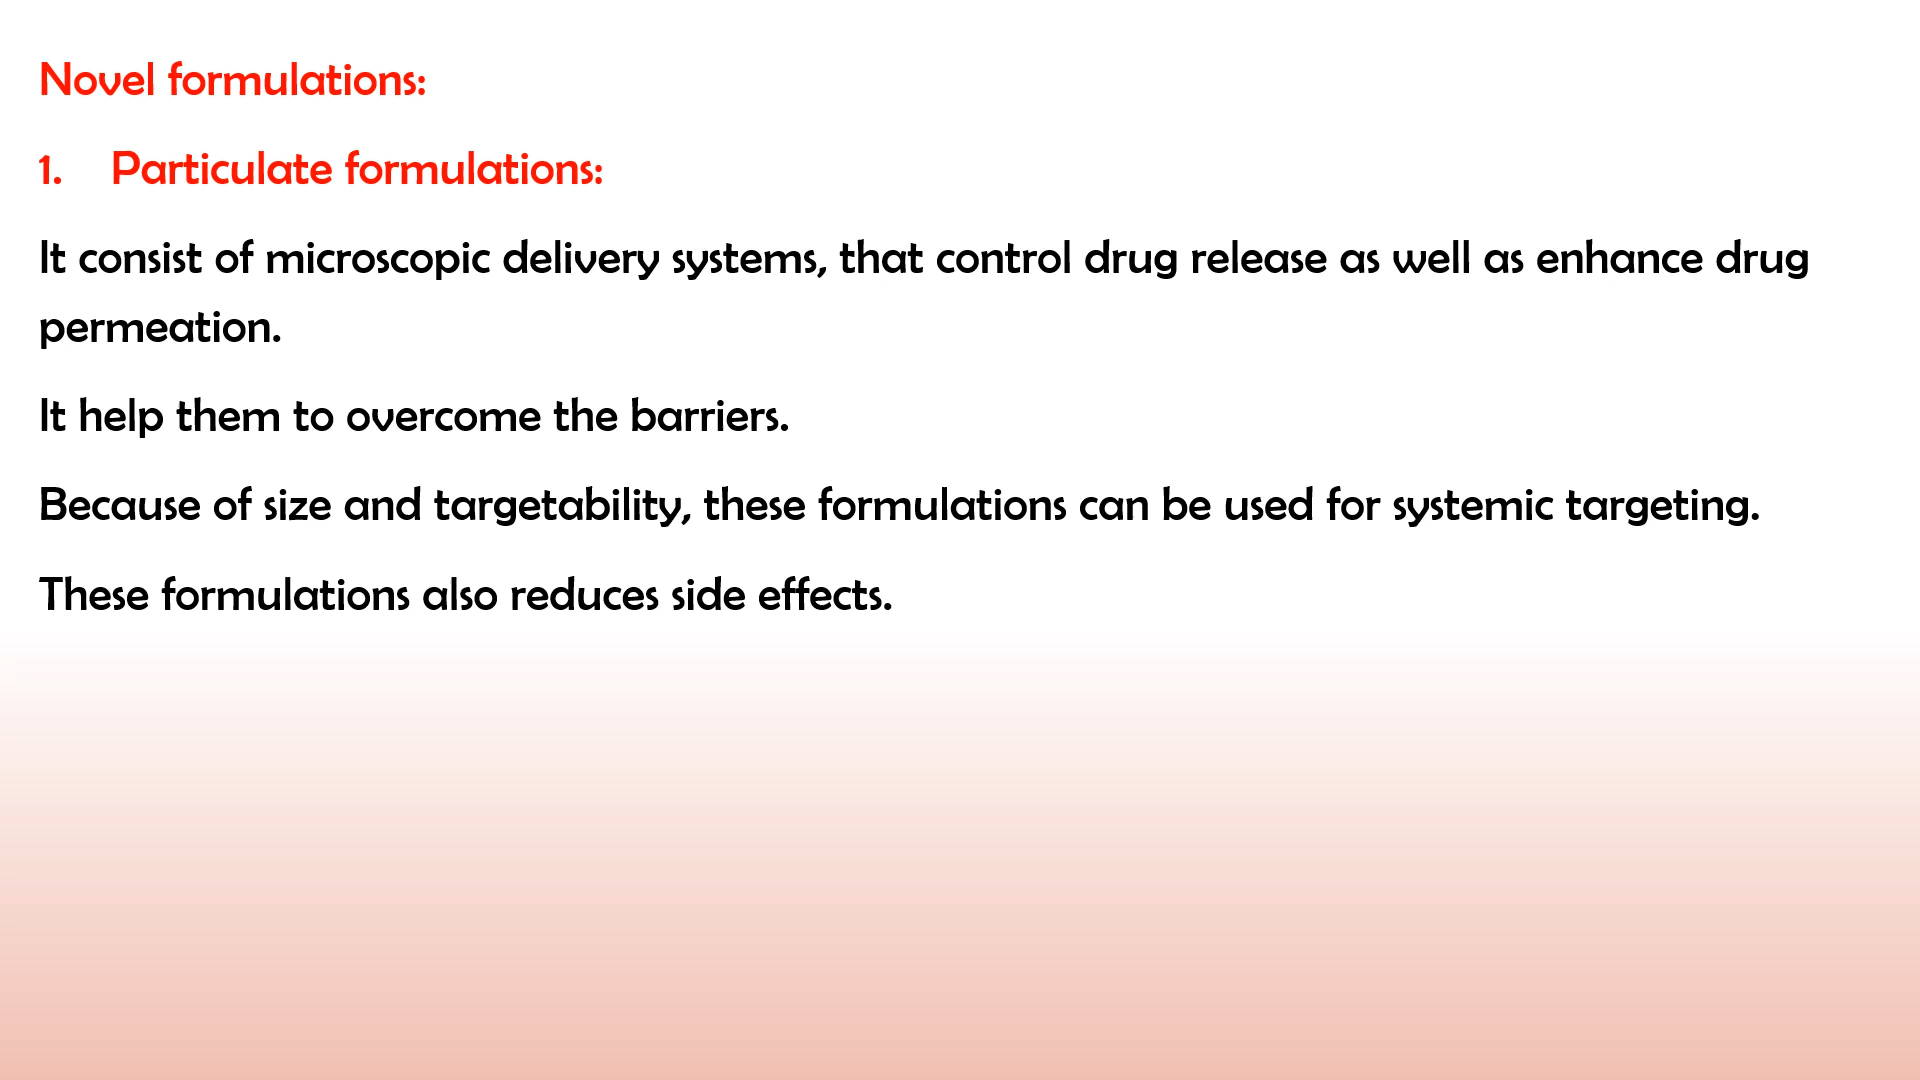 Novel formulations:
1. Particulate formulations:
It consist of microscopic delivery systems, that control drug release as well as enhance drug
permeation.
It help them to overcome the barriers.
Because of size and targetability, these formulations can be used for systemic targeting.
These formulations also reduces side effects.